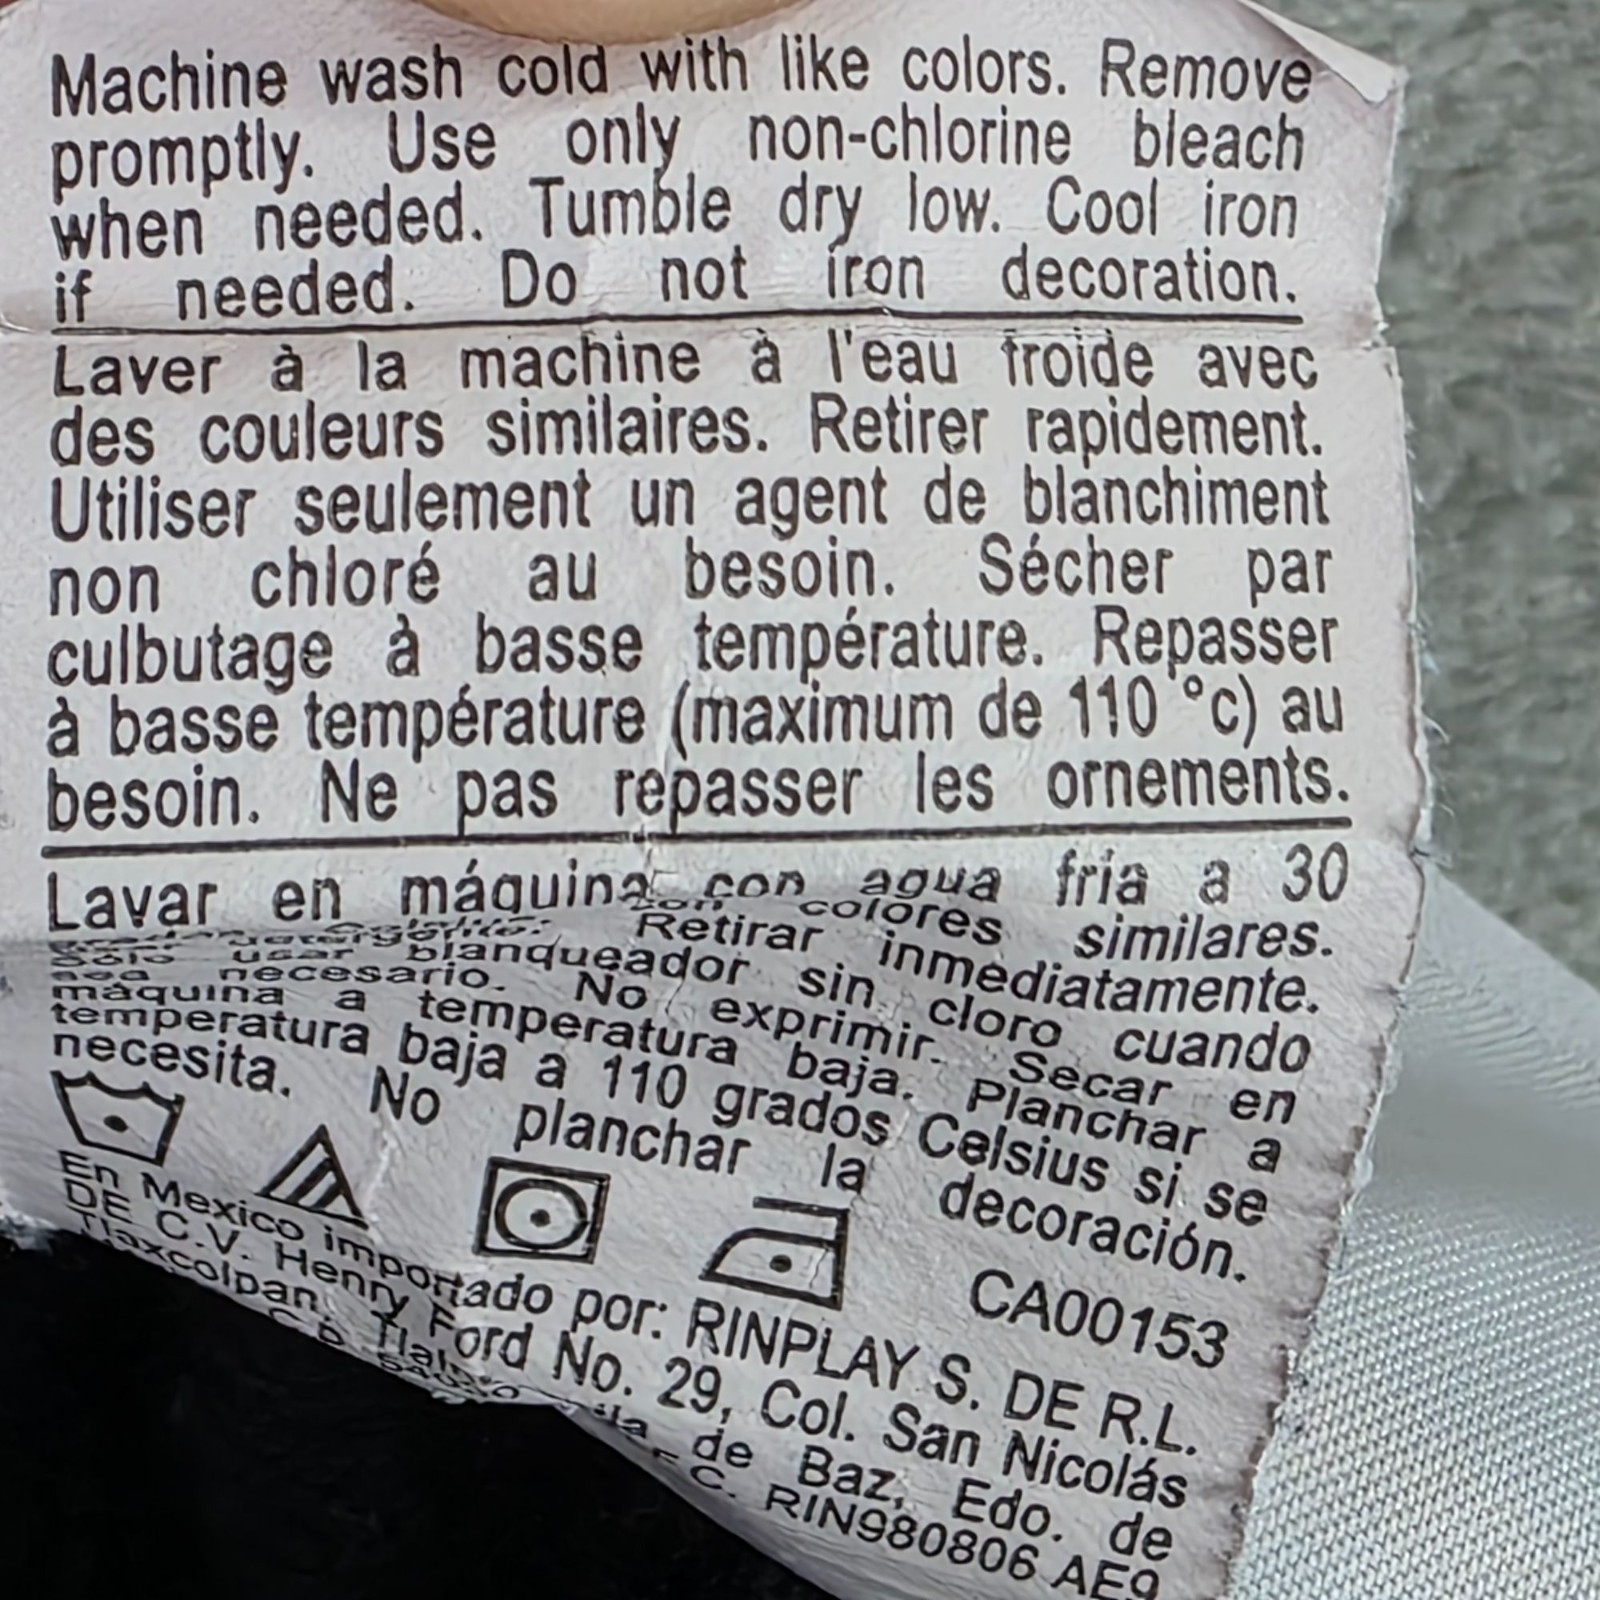 Machine wash cold with like colors. Remove
promptly. Use only non-chlorine bleach
when needed. Tumble dry low. Cool iron
if needed. Do not iron decoration.
Laver à la machine à l'eau froide avec
des couleurs similaires. Retirer rapidement.
Utiliser seulement un agent de blanchiment
non chloré au besoin. Sécher par
culbutage à basse température. Repasser
à basse température (maximum de 110 °c) au
besoin. Ne pas repasser les ornements.
Lavar en máquina con agua fria a 30
con colores similares.
Retirar inmediatamente.
Sólo usar blanqueador sin cloro cuando
sea necesario. No exprimir. Secar en
máquina a temperatura baja. Planchar a
temperatura baja a 110 grados Celsius si se
necesita. No planchar la decoración.
CA00153
En Mexico importado por: RINPLAY S. DE R.L.
DE C.V. Henry Ford No. 29, Col. San Nicolás
Tlaxcolpan, de Baz, Edo. de
C. RIN980806 AE9